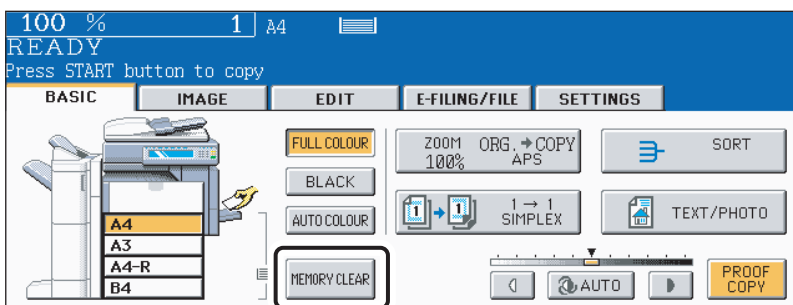 100 % 1 A4
READY
Press START button to copy
BASIC IMAGE EDIT E-FILING/FILE SETTINGS
FULL COLOUR
BLACK
AUTO COLOUR
MEMORY CLEAR
ZOOM ORG.➔COPY
100% APS
SORT
1 1 1→1
SIMPLEX
TEXT/PHOTO
A4
A3
A4-R
B4
AUTO
PROOF
COPY